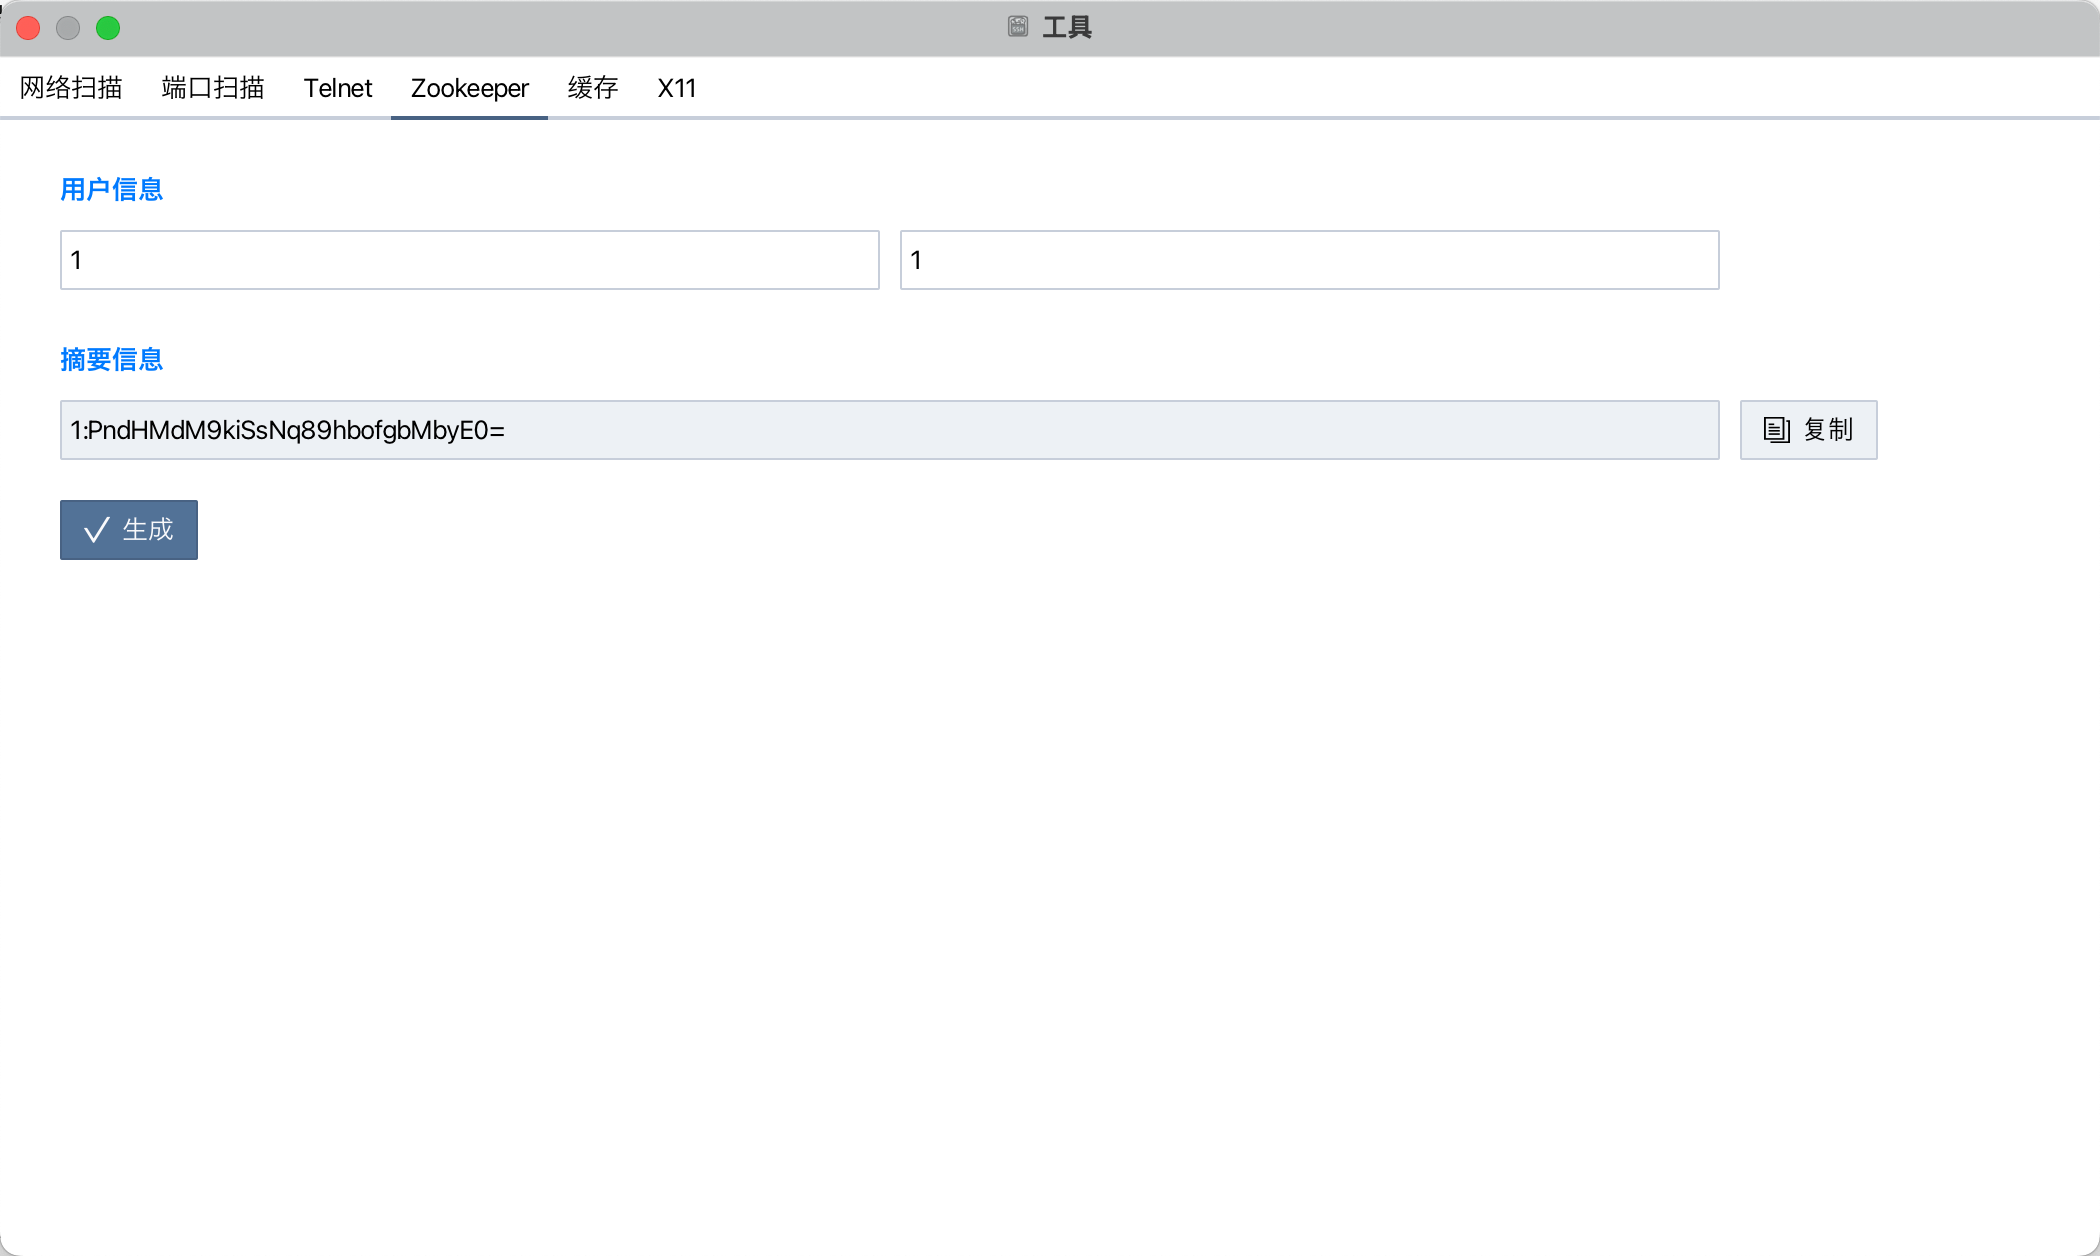 工具
网络扫描 端口扫描 Telnet Zookeeper 缓存 X11
用户信息
1 1
摘要信息
1:PndHMdM9kiSsNq89hbofgbMbyE0= 复制
生成